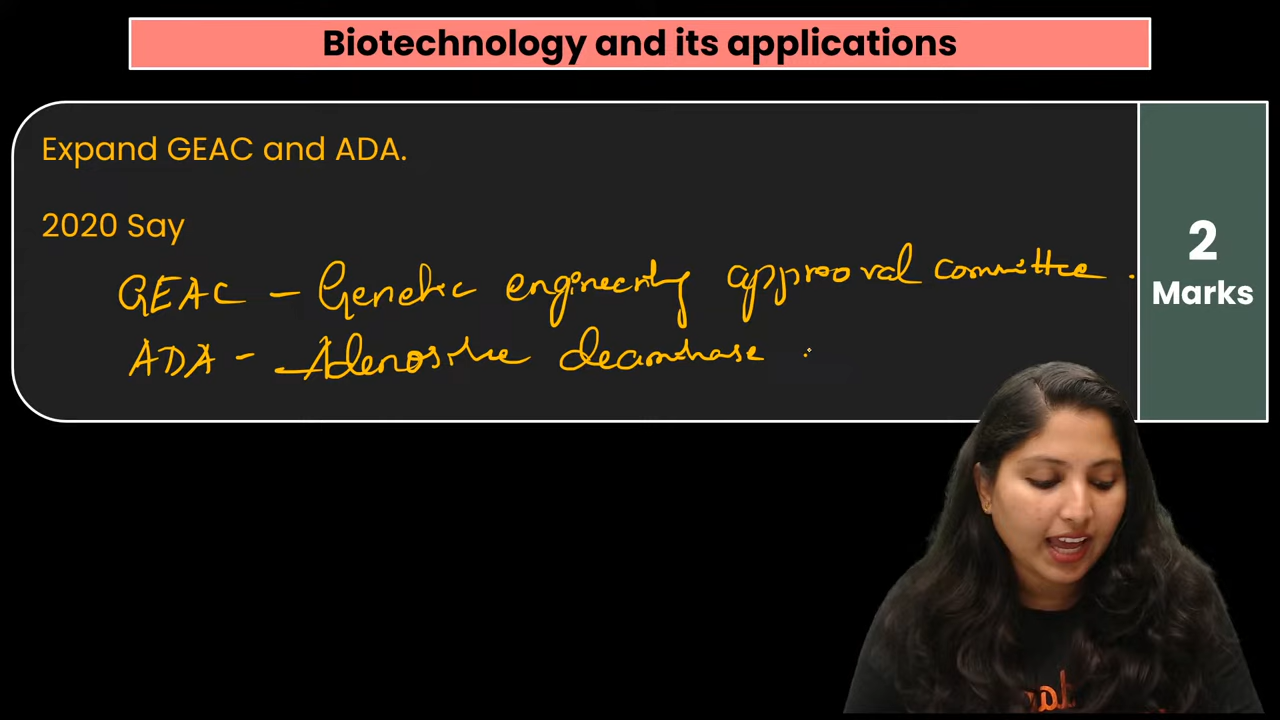 Biotechnology and its applications
Expand GEAC and ADA.
2020 Say
GEAC - Genetic engineering approval committee.
ADA - Adenosine deaminase.
2
Marks